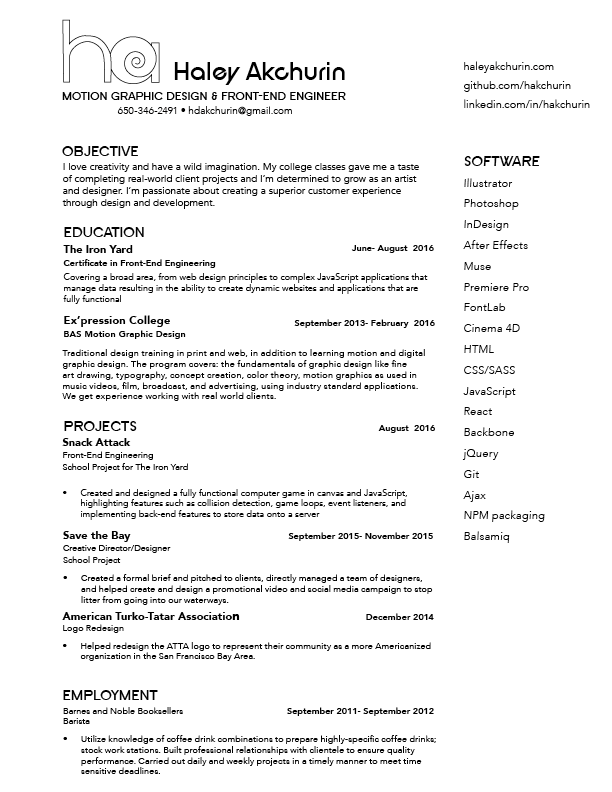 ha Haley Akchurin
MOTION GRAPHIC DESIGN & FRONT-END ENGINEER
650-346-2491 • hdakchurin@gmail.com
haleyakchurin.com
github.com/hakchurin
linkedin.com/in/hakchurin
OBJECTIVE
I love creativity and have a wild imagination. My college classes gave me a taste
of completing real-world client projects and I'm determined to grow as an artist
and designer. I'm passionate about creating a superior customer experience
through design and development.
EDUCATION
The Iron Yard June- August 2016
Certificate in Front-End Engineering
Covering a broad area, from web design principles to complex JavaScript applications that
manage data resulting in the ability to create dynamic websites and applications that are
fully functional
Ex'pression College September 2013- February 2016
BAS Motion Graphic Design
Traditional design training in print and web, in addition to learning motion and digital
graphic design. The program covers: the fundamentals of graphic design like fine
art drawing, typography, concept creation, color theory, motion graphics as used in
music videos, film, broadcast, and advertising, using industry standard applications.
We get experience working with real world clients.
PROJECTS August 2016
Snack Attack
Front-End Engineering
School Project for The Iron Yard
• Created and designed a fully functional computer game in canvas and JavaScript,
highlighting features such as collision detection, game loops, event listeners, and
implementing back-end features to store data onto a server
Save the Bay September 2015- November 2015
Creative Director/Designer
School Project
• Created a formal brief and pitched to clients, directly managed a team of designers,
and helped create and design a promotional video and social media campaign to stop
litter from going into our waterways.
American Turko-Tatar Association December 2014
Logo Redesign
• Helped redesign the ATTA logo to represent their community as a more Americanized
organization in the San Francisco Bay Area.
EMPLOYMENT
Barnes and Noble Booksellers September 2011- September 2012
Barista
• Utilize knowledge of coffee drink combinations to prepare highly-specific coffee drinks;
stock work stations. Built professional relationships with clientele to ensure quality
performance. Carried out daily and weekly projects in a timely manner to meet time
sensitive deadlines.
SOFTWARE
Illustrator
Photoshop
InDesign
After Effects
Muse
Premiere Pro
FontLab
Cinema 4D
HTML
CSS/SASS
JavaScript
React
Backbone
jQuery
Git
Ajax
NPM packaging
Balsamiq